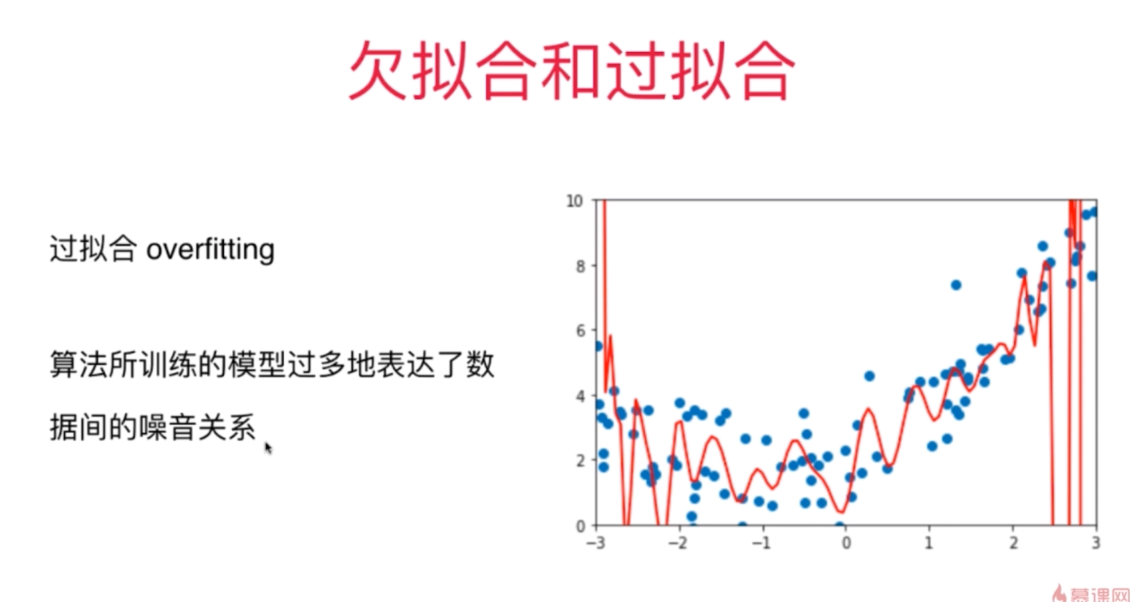 欠拟合和过拟合
过拟合 overfitting
算法所训练的模型过多地表达了数
据间的噪音关系
10
8
6
4
2
0
−3 −2 −1 0 1 2 3
慕课网